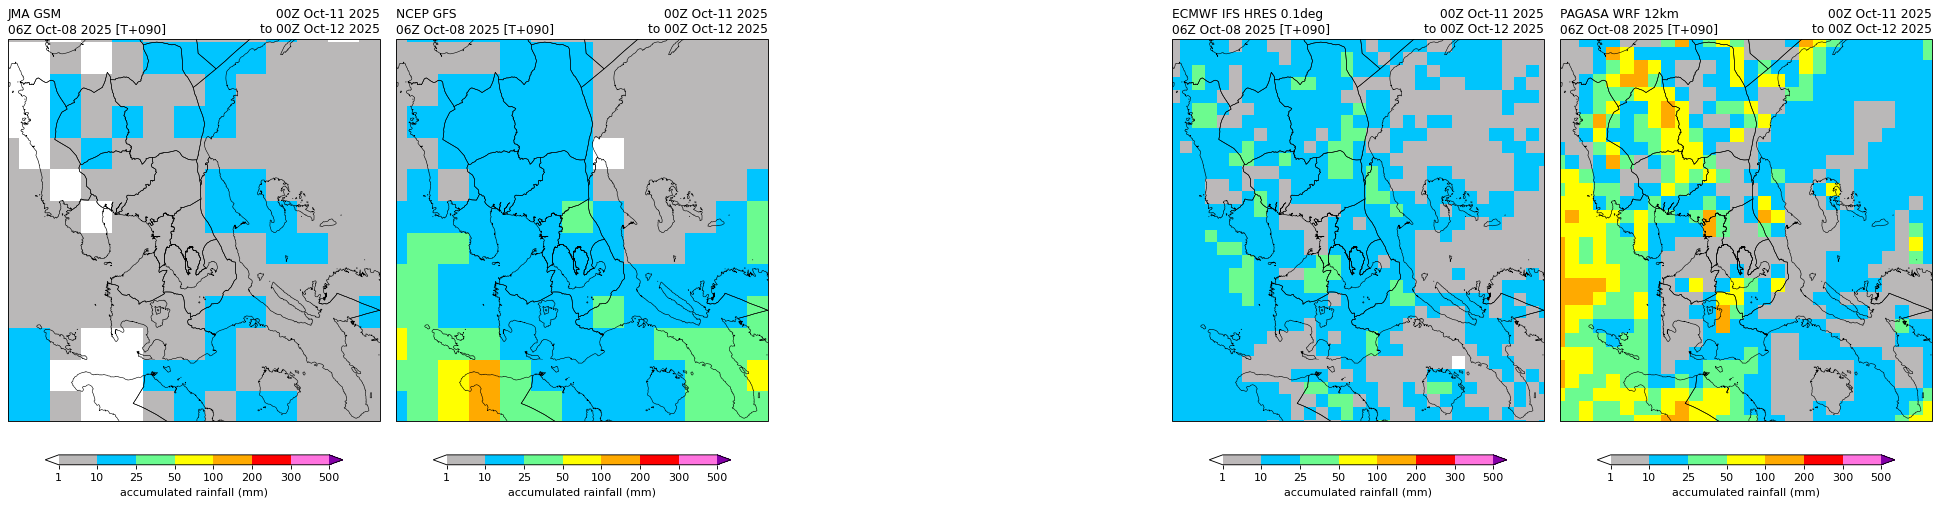 JMA GSM 00Z Oct-11 2025
06Z Oct-08 2025 [T+090] to 00Z Oct-12 2025
1 10 25 50 100 200 300 500
accumulated rainfall (mm)
NCEP GFS 00Z Oct-11 2025
06Z Oct-08 2025 [T+090] to 00Z Oct-12 2025
1 10 25 50 100 200 300 500
accumulated rainfall (mm)
ECMWF IFS HRES 0.1deg 00Z Oct-11 2025
06Z Oct-08 2025 [T+090] to 00Z Oct-12 2025
1 10 25 50 100 200 300 500
accumulated rainfall (mm)
PAGASA WRF 12km 00Z Oct-11 2025
06Z Oct-08 2025 [T+090] to 00Z Oct-12 2025
1 10 25 50 100 200 300 500
accumulated rainfall (mm)